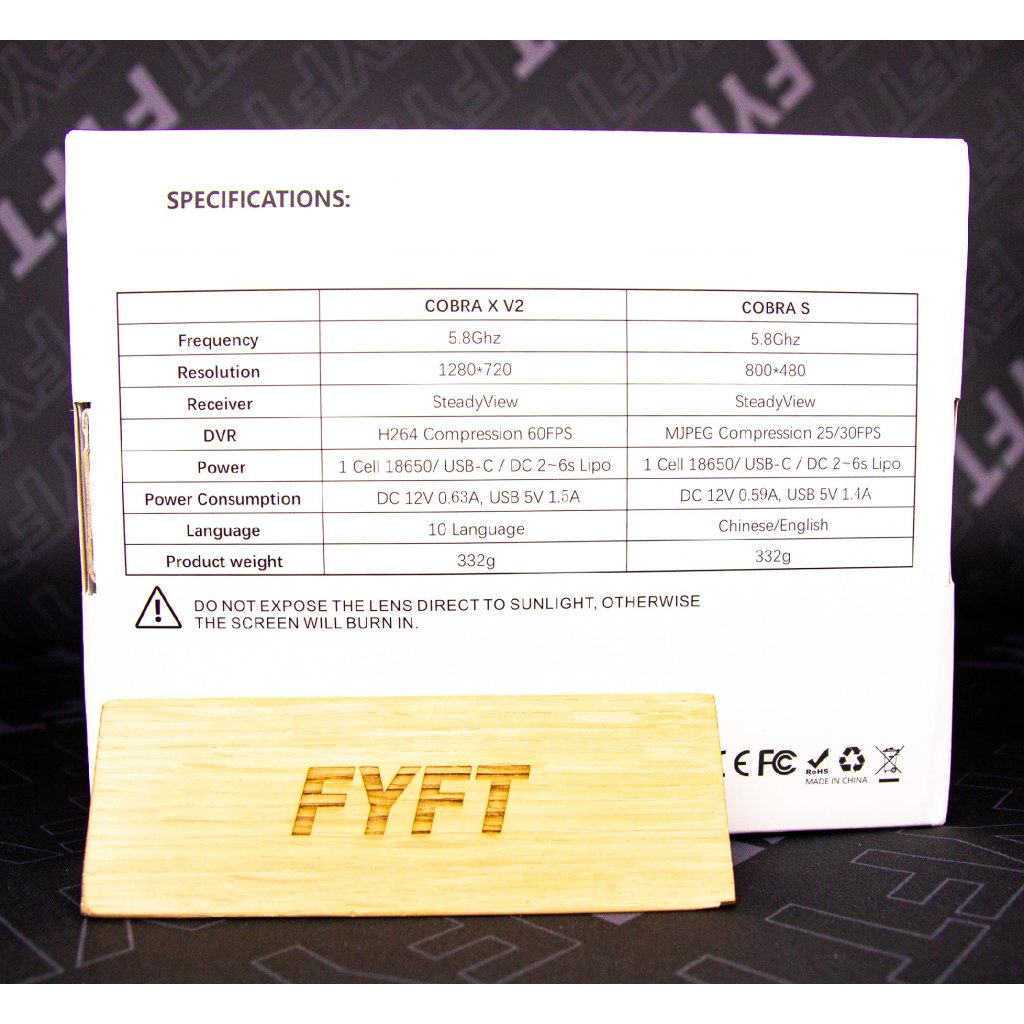 SPECIFICATIONS:
COBRA X V2 COBRA S
Frequency 5.8Ghz 5.8Ghz
Resolution 1280*720 800*480
Receiver SteadyView SteadyView
DVR H264 Compression 60FPS MJPEG Compression 25/30FPS
Power 1 Cell 18650/ USB-C / DC 2~6s Lipo 1 Cell 18650/ USB-C / DC 2~6s Lipo
Power Consumption DC 12V 0.63A, USB 5V 1.5A DC 12V 0.59A, USB 5V 1.4A
Language 10 Language Chinese/English
Product weight 332g 332g
DO NOT EXPOSE THE LENS DIRECT TO SUNLIGHT, OTHERWISE
THE SCREEN WILL BURN IN.
CE FC RoHS
MADE IN CHINA
FYFT